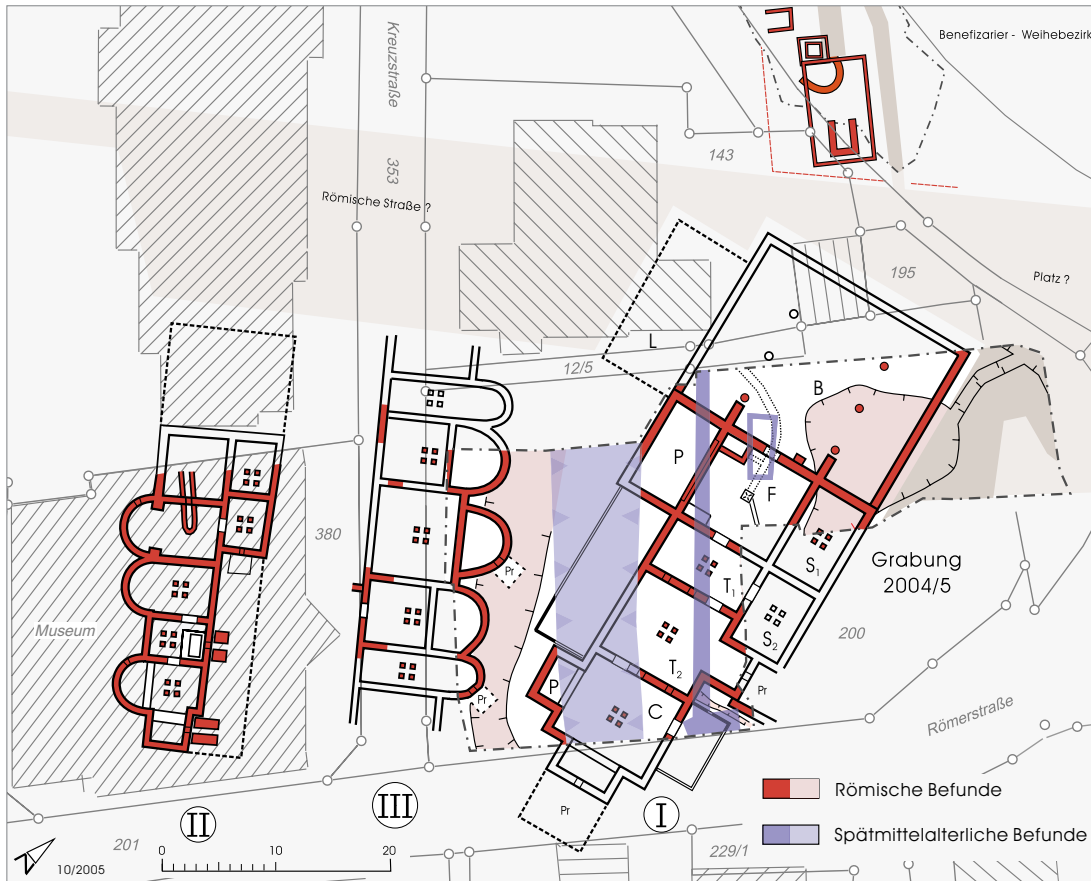 Benefizarier - Weihebezirk
Kreuzstraße
353
143
Römische Straße ?
195
Platz ?
L
12/5
B
P
F
S1
T1
S2
T2
P
C
Pr
Pr
Pr
Pr
380
Museum
Grabung
2004/5
200
Römerstraße
II
III
I
Römische Befunde
Spätmittelalterliche Befunde
201
10/2005
0
10
20
229/1